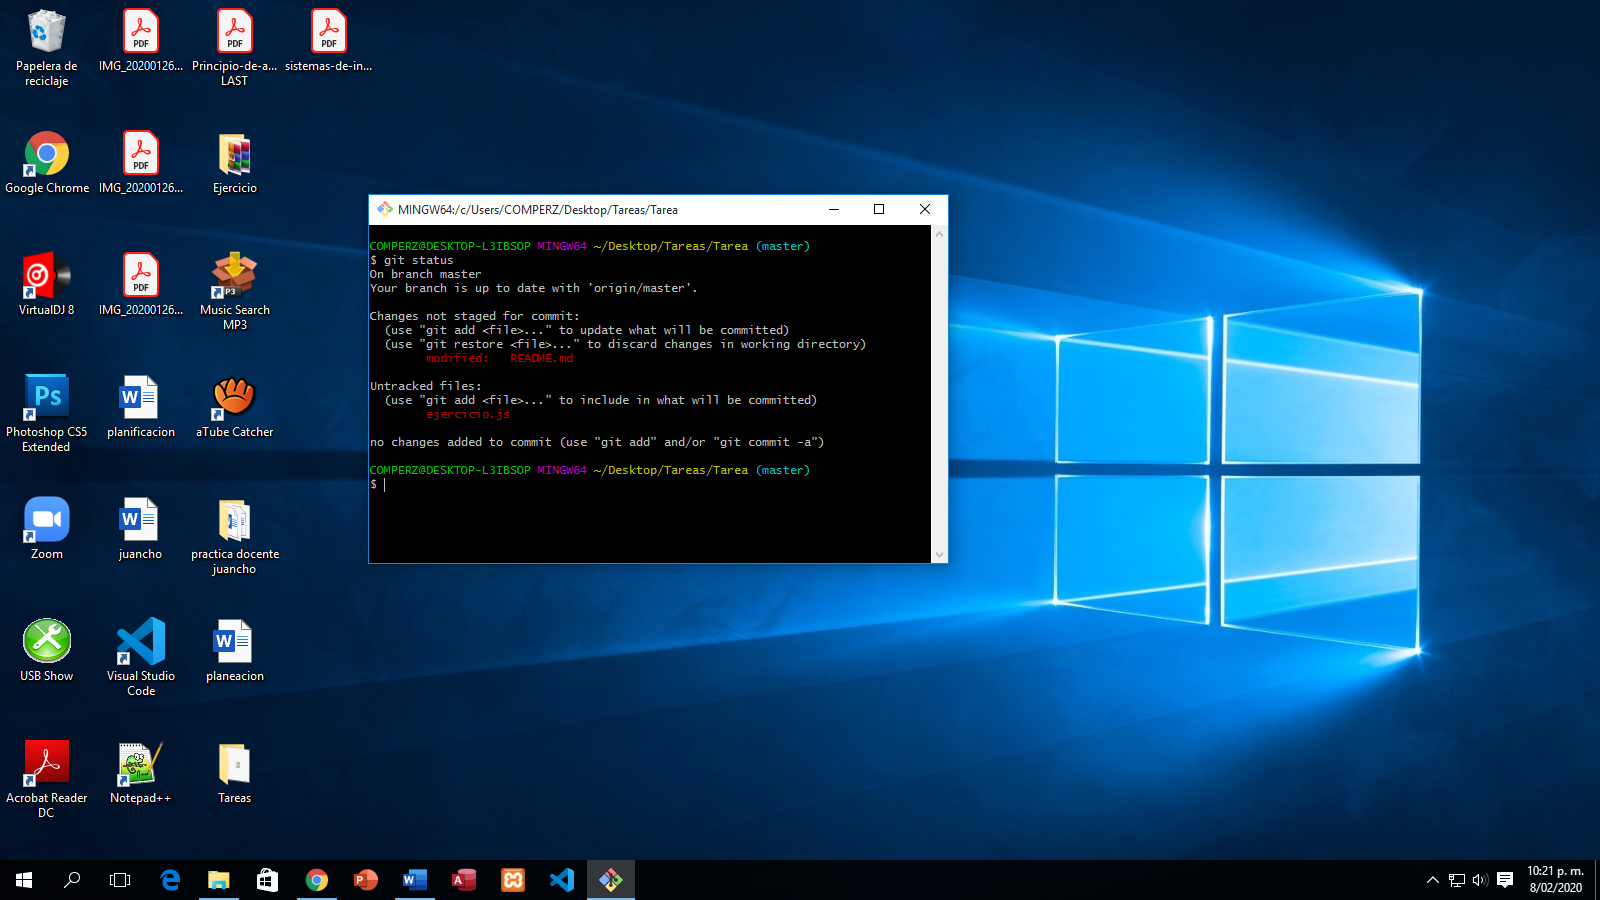 Papelera de
reciclaje
IMG_20200126...
Principio-de-a...
LAST
sistemas-de-in...
Google Chrome
IMG_20200126...
Ejercicio
VirtualDJ 8
IMG_20200126...
Music Search
MP3
Photoshop CS5
Extended
planificacion
aTube Catcher
Zoom
juancho
practica docente
juancho
USB Show
Visual Studio
Code
planeacion
Acrobat Reader
DC
Notepad++
Tareas
MINGW64:/c/Users/COMPERZ/Desktop/Tareas/Tarea
COMPERZ@DESKTOP-L3IBSOP MINGW64 ~/Desktop/Tareas/Tarea (master)
$ git status
On branch master
Your branch is up to date with 'origin/master'.
Changes not staged for commit:
(use "git add <file>..." to update what will be committed)
(use "git restore <file>..." to discard changes in working directory)
modified: README.md
Untracked files:
(use "git add <file>..." to include in what will be committed)
ejercicio.js
no changes added to commit (use "git add" and/or "git commit -a")
COMPERZ@DESKTOP-L3IBSOP MINGW64 ~/Desktop/Tareas/Tarea (master)
$
10:21 p. m.
8/02/2020